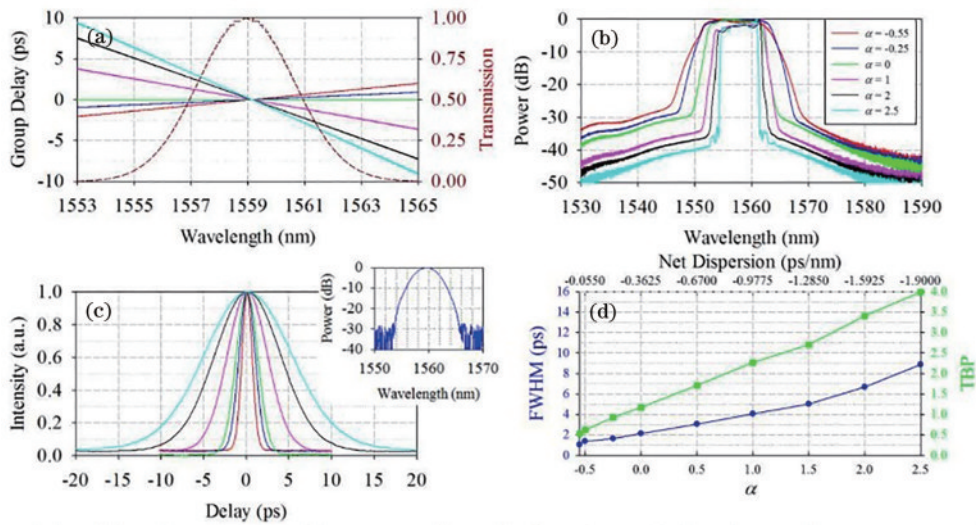 (a)
Group Delay (ps)
10
5
0
-5
-10
1553 1555 1557 1559 1561 1563 1565
Wavelength (nm)
1.00
0.75
0.50
0.25
0.00
Transmission
(b)
Power (dB)
0
-10
-20
-30
-40
-50
1530 1540 1550 1560 1570 1580 1590
Wavelength (nm)
α = -0.55
α = -0.25
α = 0
α = 1
α = 2
α = 2.5
(c)
Intensity (a.u.)
1.0
0.8
0.6
0.4
0.2
0.0
-20 -15 -10 -5 0 5 10 15 20
Delay (ps)
Power (dB)
0
-10
-20
-30
-40
1550 1560 1570
Wavelength (nm)
Net Dispersion (ps/nm)
-0.0550 -0.3625 -0.6700 -0.9775 -1.2850 -1.5925 -1.9000
(d)
FWHM (ps)
16
14
12
10
8
6
4
2
0
-0.5 0.0 0.5 1.0 1.5 2.0 2.5
α
4.0
3.5
3.0
2.5
2.0
1.5
1.0
0.5
0.0
TBP